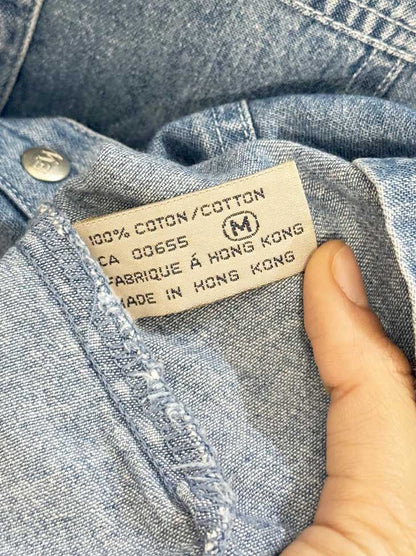 100% COTON/COTTON
CA 00655 M
FABRIQUE Á HONG KONG
MADE IN HONG KONG